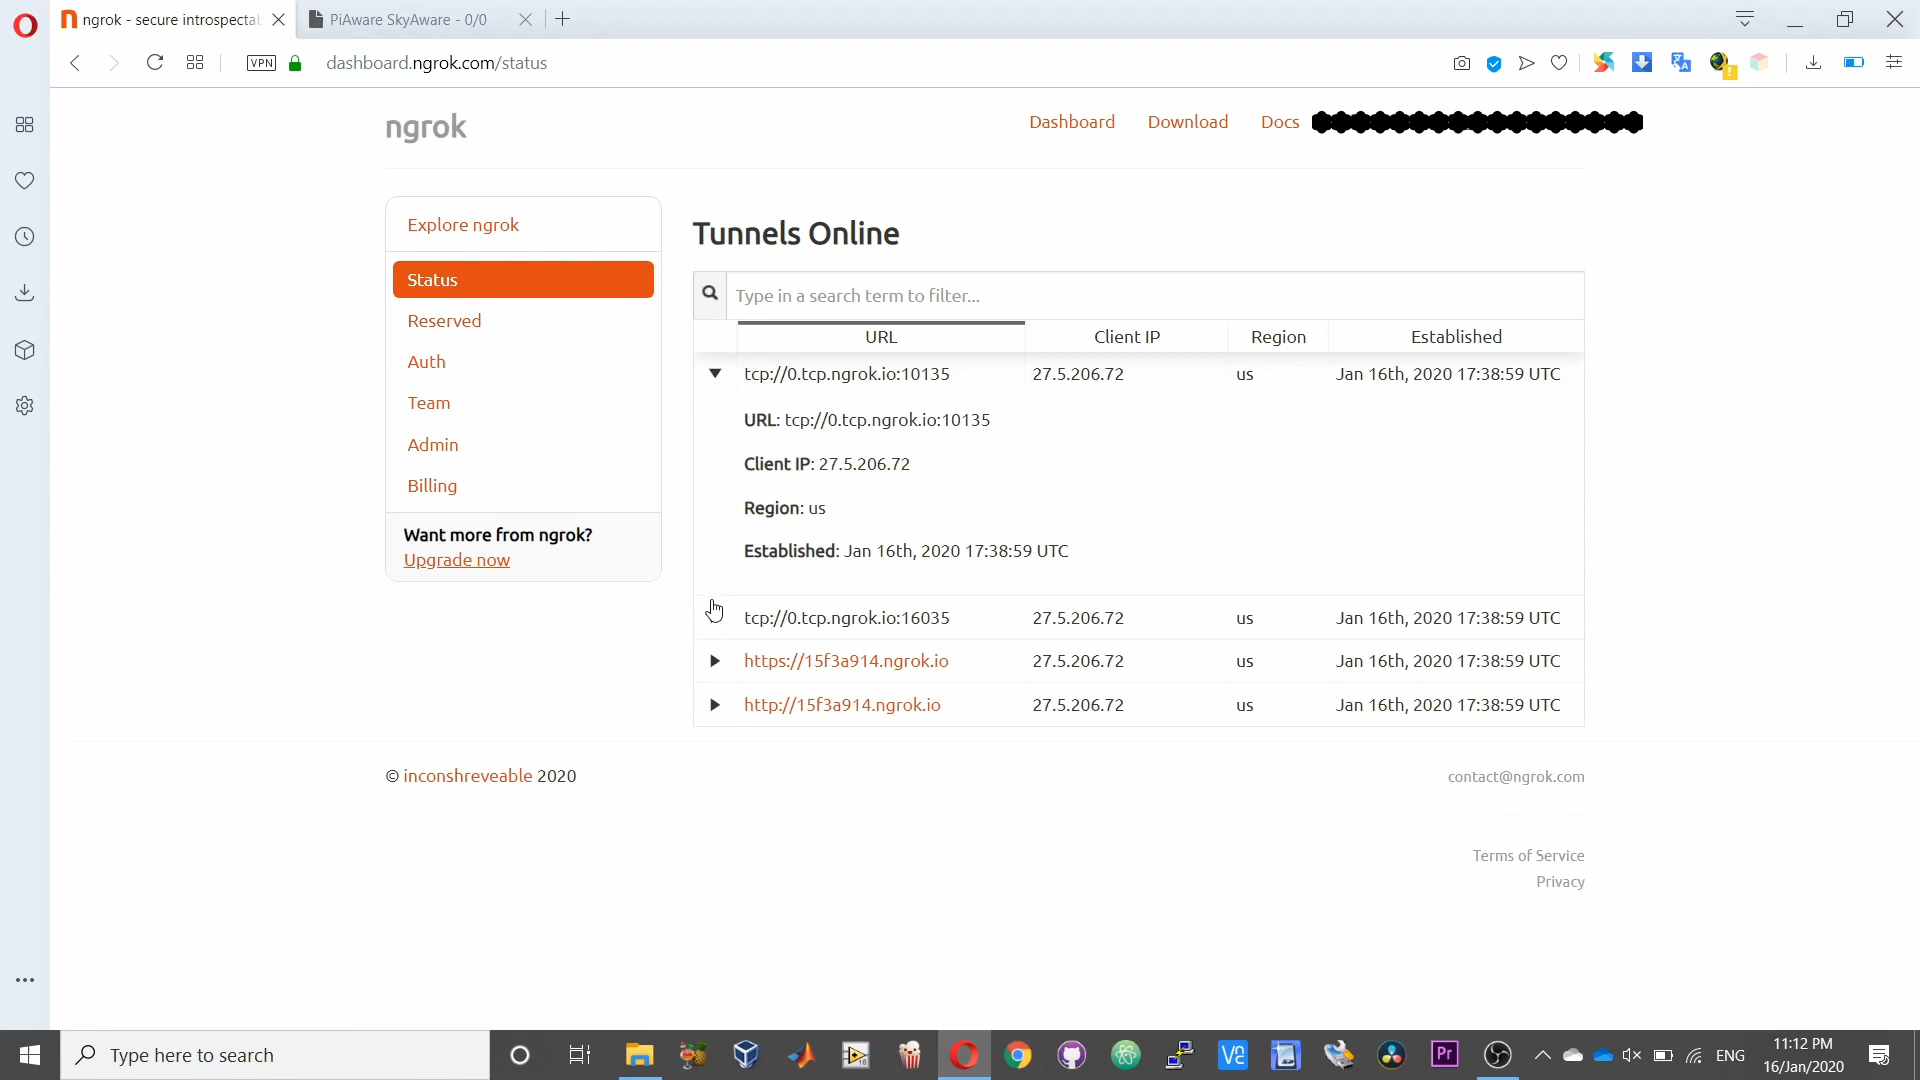 ngrok - secure introspectab
PiAware SkyAware - 0/0
VPN
dashboard.ngrok.com/status
ngrok
Dashboard
Download
Docs
Explore ngrok
Status
Reserved
Auth
Team
Admin
Billing
Want more from ngrok?
Upgrade now
Tunnels Online
Type in a search term to filter...
URL Client IP Region Established
tcp://0.tcp.ngrok.io:10135 27.5.206.72 us Jan 16th, 2020 17:38:59 UTC
URL: tcp://0.tcp.ngrok.io:10135
Client IP: 27.5.206.72
Region: us
Established: Jan 16th, 2020 17:38:59 UTC
tcp://0.tcp.ngrok.io:16035 27.5.206.72 us Jan 16th, 2020 17:38:59 UTC
https://15f3a914.ngrok.io 27.5.206.72 us Jan 16th, 2020 17:38:59 UTC
http://15f3a914.ngrok.io 27.5.206.72 us Jan 16th, 2020 17:38:59 UTC
© inconshreveable 2020
contact@ngrok.com
Terms of Service
Privacy
Type here to search
Pr
ENG
11:12 PM
16/Jan/2020